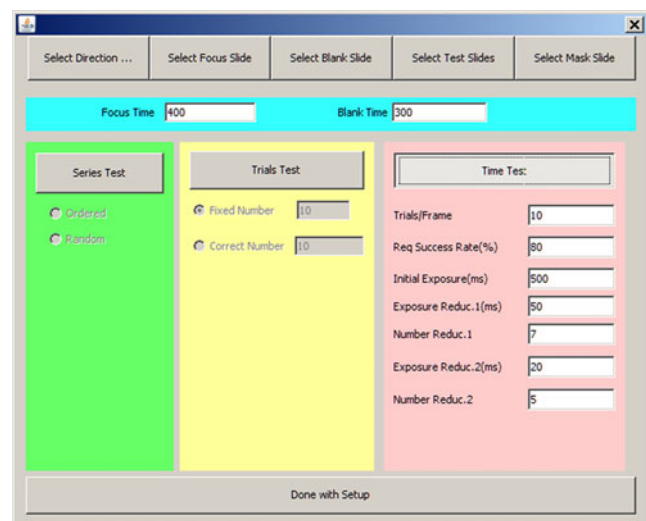 Select Direction ... Select Focus Slide Select Blank Slide Select Test Slides Select Mask Slide
Focus Time 400 Blank Time 300
Series Test
Ordered
Random
Trials Test
Fixed Number 10
Correct Number 10
Time Test
Trials/Frame 10
Req Success Rate(%) 80
Initial Exposure(ms) 500
Exposure Reduc.1(ms) 50
Number Reduc.1 7
Exposure Reduc.2(ms) 20
Number Reduc.2 5
Done with Setup